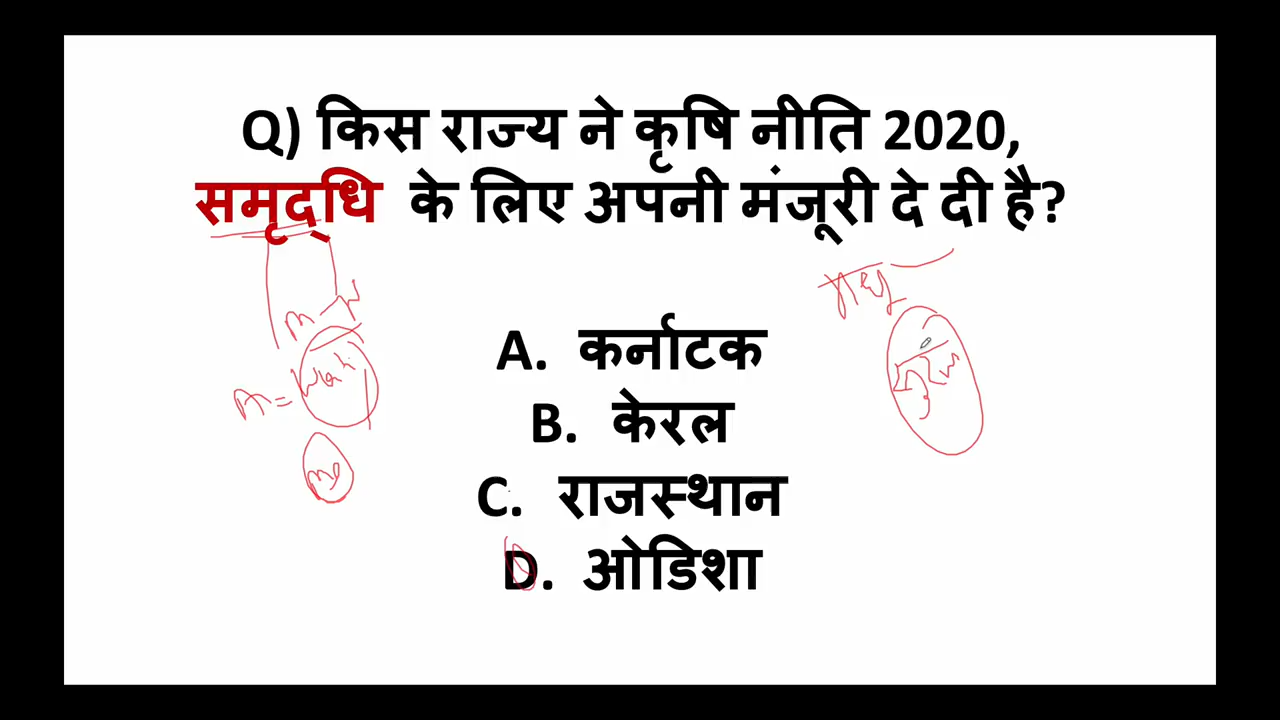 Q) किस राज्य ने कृषि नीति 2020,
समृद्धि के लिए अपनी मंजूरी दे दी है?
A. कर्नाटक
B. केरल
C. राजस्थान
D. ओडिशा